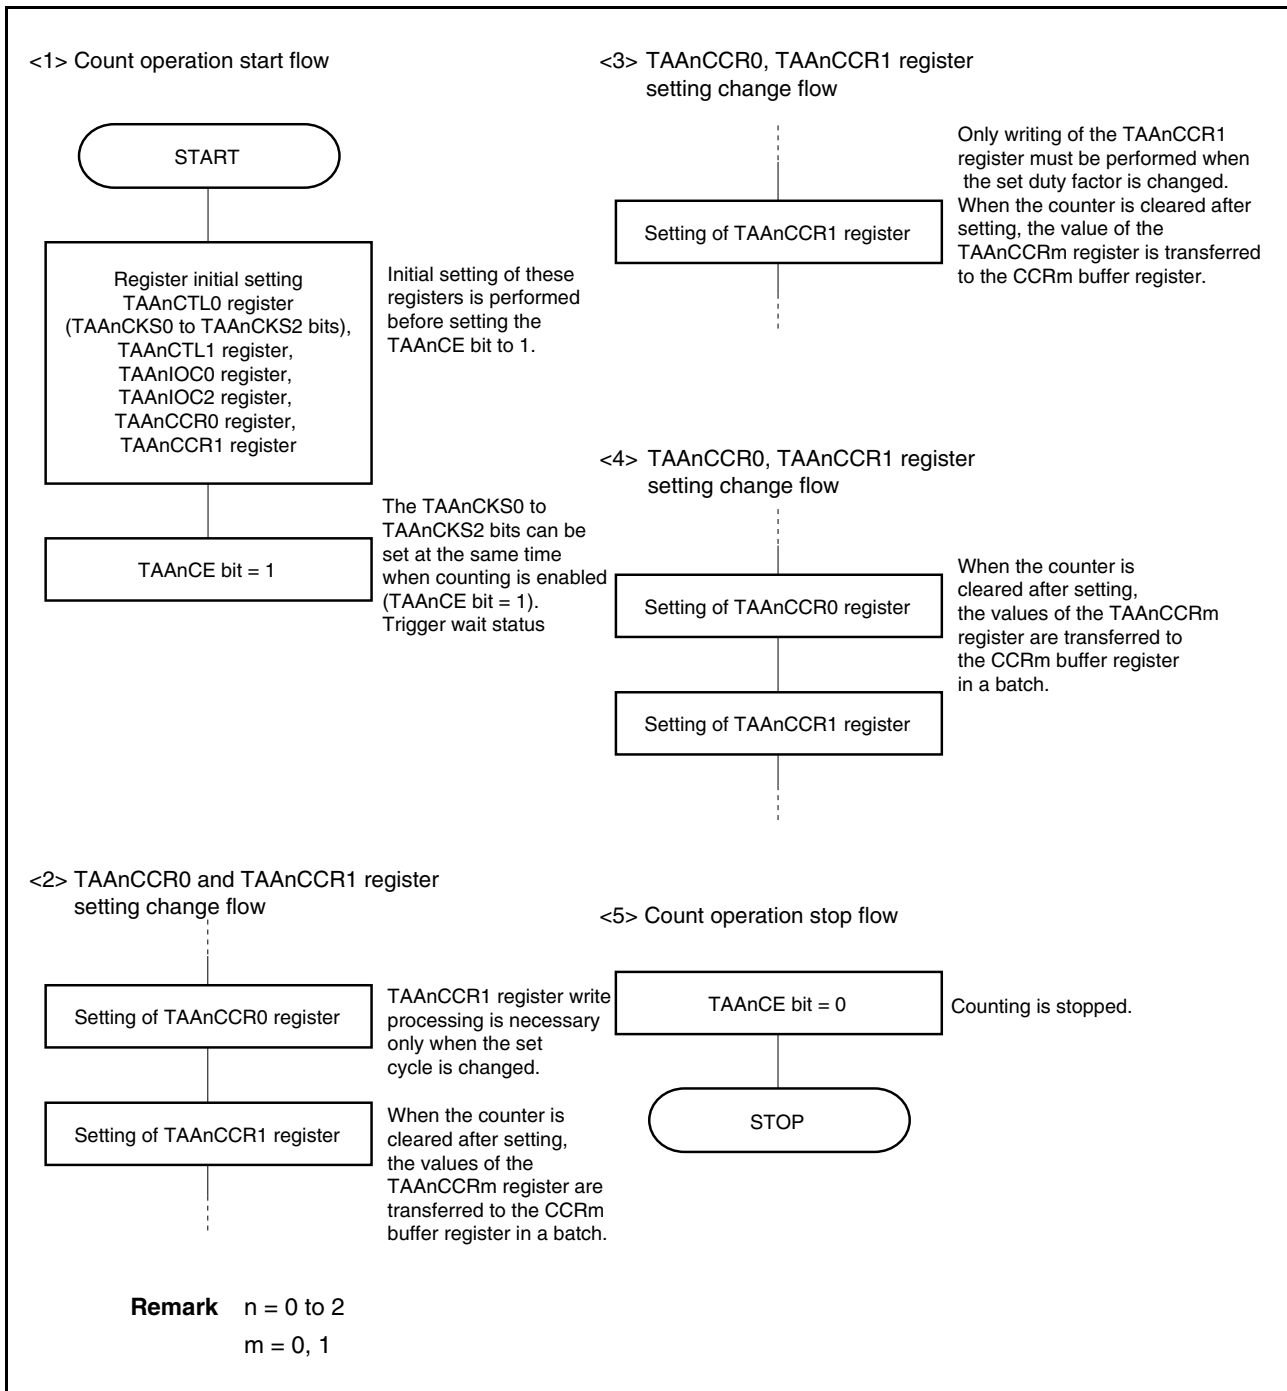 <1> Count operation start flow
START
Register initial setting
TAAnCTL0 register
(TAAnCKS0 to TAAnCKS2 bits),
TAAnCTL1 register,
TAAnIOC0 register,
TAAnIOC2 register,
TAAnCCR0 register,
TAAnCCR1 register
Initial setting of these
registers is performed
before setting the
TAAnCE bit to 1.
TAAnCE bit = 1
The TAAnCKS0 to
TAAnCKS2 bits can be
set at the same time
when counting is enabled
(TAAnCE bit = 1).
Trigger wait status
<2> TAAnCCR0 and TAAnCCR1 register
setting change flow
Setting of TAAnCCR0 register
TAAnCCR1 register write
processing is necessary
only when the set
cycle is changed.
Setting of TAAnCCR1 register
When the counter is
cleared after setting,
the values of the
TAAnCCRm register are
transferred to the CCRm
buffer register in a batch.
<3> TAAnCCR0, TAAnCCR1 register
setting change flow
Setting of TAAnCCR1 register
Only writing of the TAAnCCR1
register must be performed when
the set duty factor is changed.
When the counter is cleared after
setting, the value of the
TAAnCCRm register is transferred
to the CCRm buffer register.
<4> TAAnCCR0, TAAnCCR1 register
setting change flow
Setting of TAAnCCR0 register
When the counter is
cleared after setting,
the values of the TAAnCCRm
register are transferred to
the CCRm buffer register
in a batch.
Setting of TAAnCCR1 register
<5> Count operation stop flow
TAAnCE bit = 0
Counting is stopped.
STOP
Remark n = 0 to 2
m = 0, 1